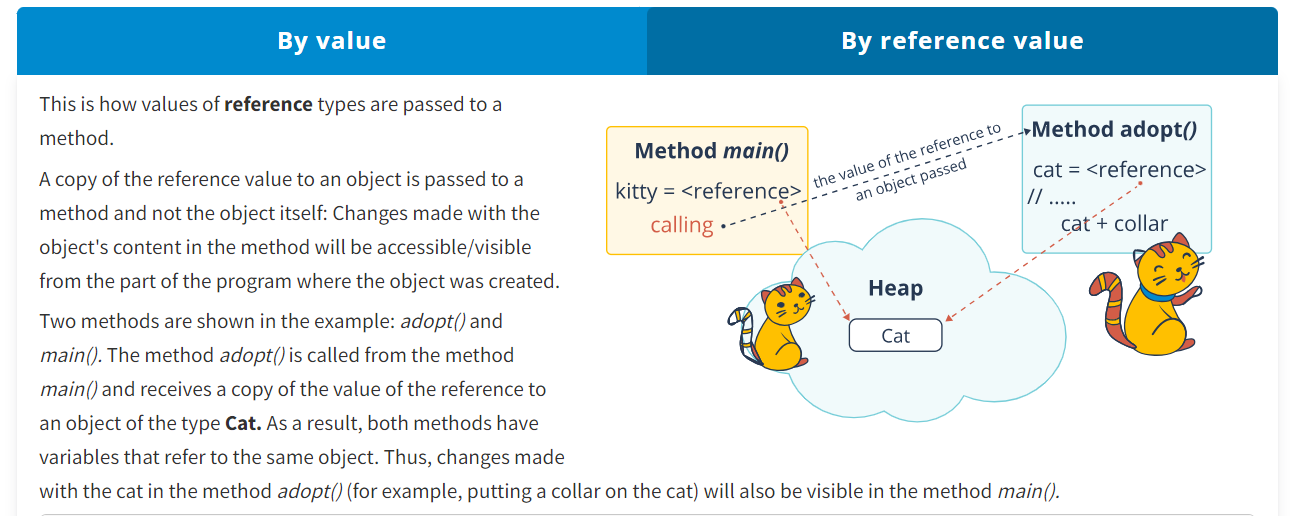 By value
By reference value
This is how values of reference types are passed to a
method.
A copy of the reference value to an object is passed to a
method and not the object itself: Changes made with the
object's content in the method will be accessible/visible
from the part of the program where the object was created.
Two methods are shown in the example: adopt() and
main(). The method adopt() is called from the method
main() and receives a copy of the value of the reference to
an object of the type Cat. As a result, both methods have
variables that refer to the same object. Thus, changes made
with the cat in the method adopt() (for example, putting a collar on the cat) will also be visible in the method main().
Method main()
kitty = <reference>
calling
the value of the reference to
an object passed
Method adopt()
cat = <reference>
// .....
cat + collar
Heap
Cat